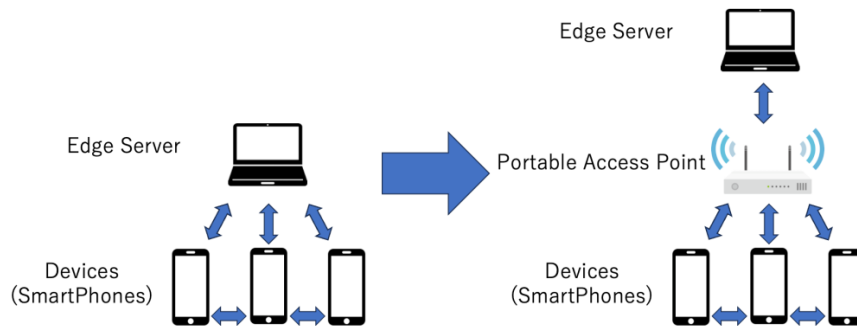 Edge Server
Devices
(SmartPhones)
Edge Server
Portable Access Point
Devices
(SmartPhones)